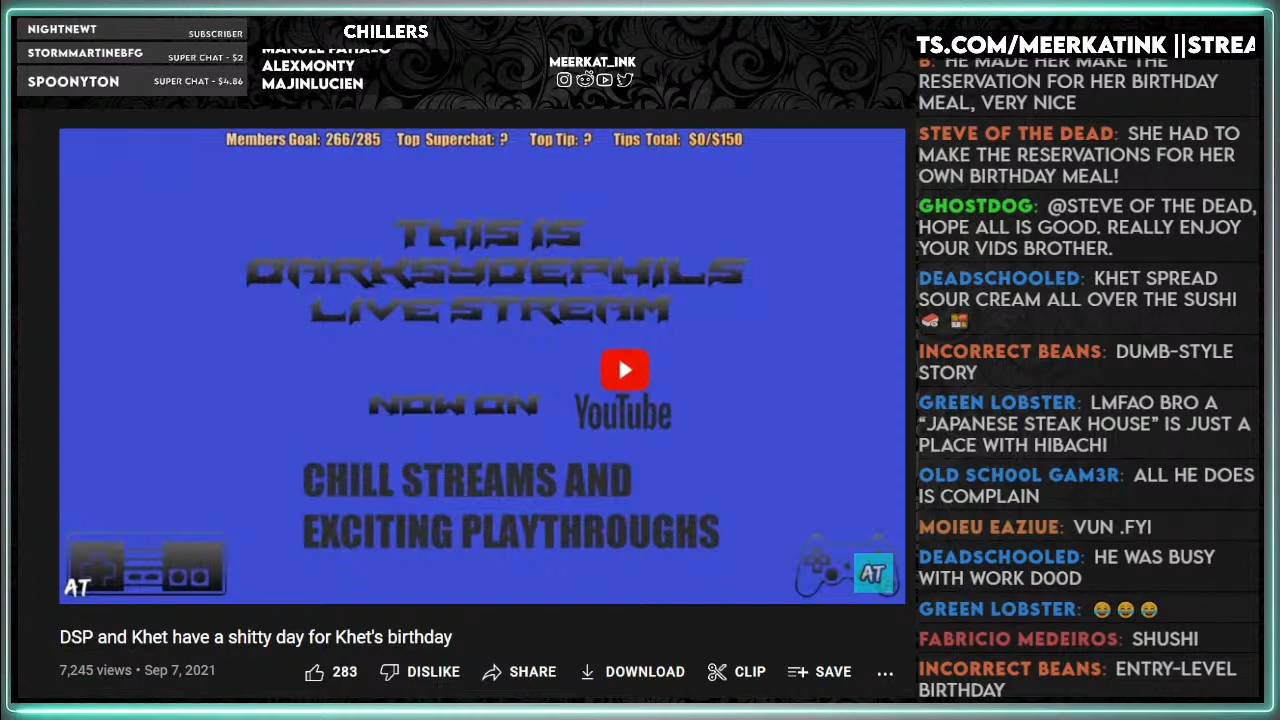 NIGHTNEWT
SUBSCRIBER
STORMMARTINEBFG
SUPER CHAT - $2
SPOONYTON
SUPER CHAT - $4.86
CHILLERS
ALEXMONTY
MAJINLUCIEN
MEERKAT_INK
TS.COM/MEERKATINK ||STREA
B: HE MADE HER MAKE THE
RESERVATION FOR HER BIRTHDAY
MEAL, VERY NICE
STEVE OF THE DEAD: SHE HAD TO
MAKE THE RESERVATIONS FOR HER
OWN BIRTHDAY MEAL!
GHOSTDOG: @STEVE OF THE DEAD,
HOPE ALL IS GOOD. REALLY ENJOY
YOUR VIDS BROTHER.
DEADSCHOOLED: KHET SPREAD
SOUR CREAM ALL OVER THE SUSHI
🍣 🍱
INCORRECT BEANS: DUMB-STYLE
STORY
GREEN LOBSTER: LMFAO BRO A
“JAPANESE STEAK HOUSE” IS JUST A
PLACE WITH HIBACHI
OLD SCH00L GAM3R: ALL HE DOES
IS COMPLAIN
MOIEU EAZIUE: VUN .FYI
DEADSCHOOLED: HE WAS BUSY
WITH WORK D00D
GREEN LOBSTER: 😂 😂 😂
FABRICIO MEDEIROS: SHUSHI
INCORRECT BEANS: ENTRY-LEVEL
BIRTHDAY
Members Goal: 266/285 Top Superchat: ? Top Tip: ? Tips Total: $0/$150
THIS IS
DARKSYDEPHILS
LIVE STREAM
NOW ON YouTube
CHILL STREAMS AND
EXCITING PLAYTHROUGHS
AT
AT
DSP and Khet have a shitty day for Khet's birthday
7,245 views • Sep 7, 2021
283 DISLIKE SHARE DOWNLOAD CLIP SAVE ...